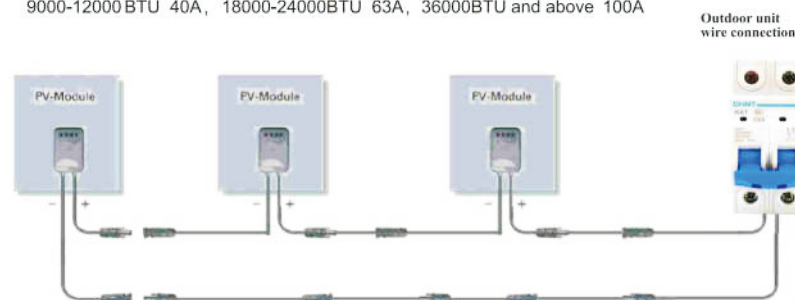 9000-12000 BTU 40A, 18000-24000BTU 63A, 36000BTU and above 100A
Outdoor unit
wire connection
PV-Module
PV-Module
PV-Module
CHNT
- +
- +
- +